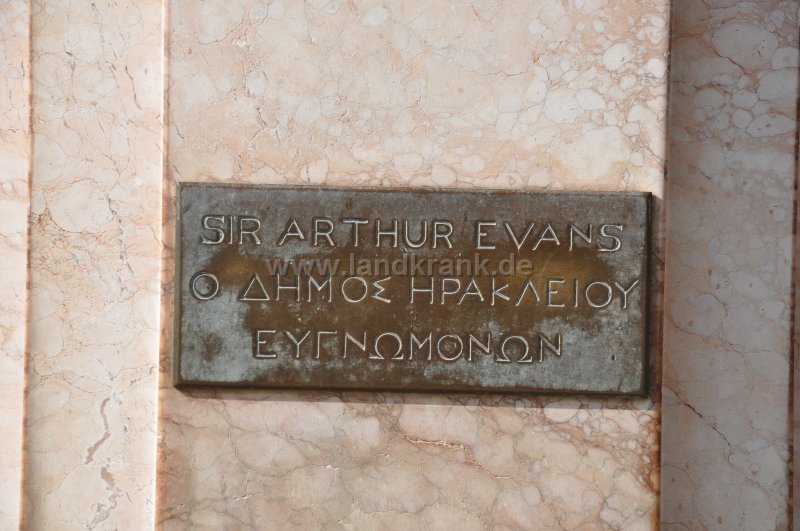 SIR ARTHUR EVANS
www.landkrank.de
Ο ΔΗΜΟΣ ΗΡΑΚΛΕΙΟΥ
ΕΥΓΝΩΜΟΝΩΝ